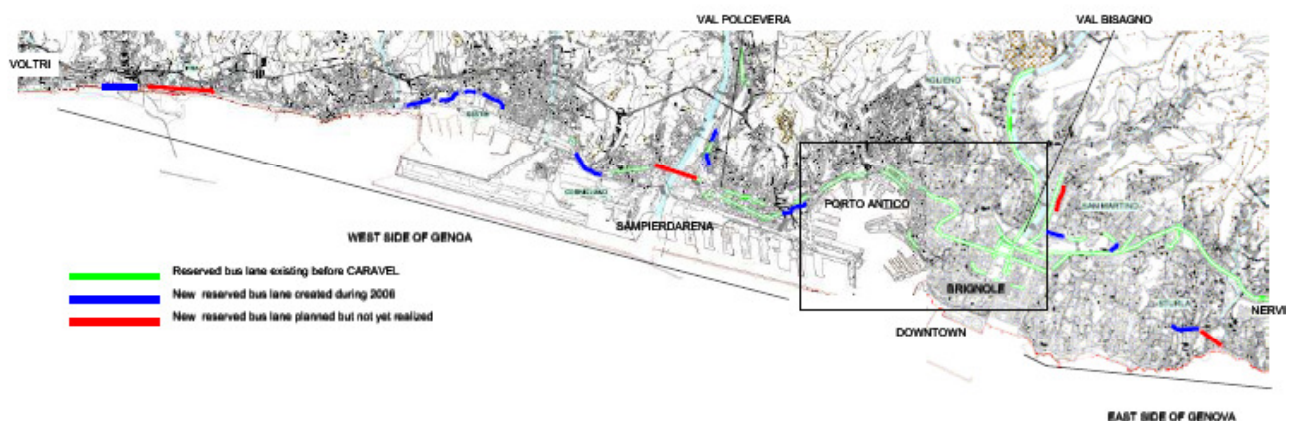 VAL POLCEVERA
VAL BISAGNO
VOLTRI
SAN MARTINO
PORTO ANTICO
SAMPIERDARENA
WEST SIDE OF GENOA
BRIGNOLE
NERVI
DOWNTOWN
Reserved bus lane existing before CARAVEL
New reserved bus lane created during 2006
New reserved bus lane planned but not yet realized
EAST SIDE OF GENOVA